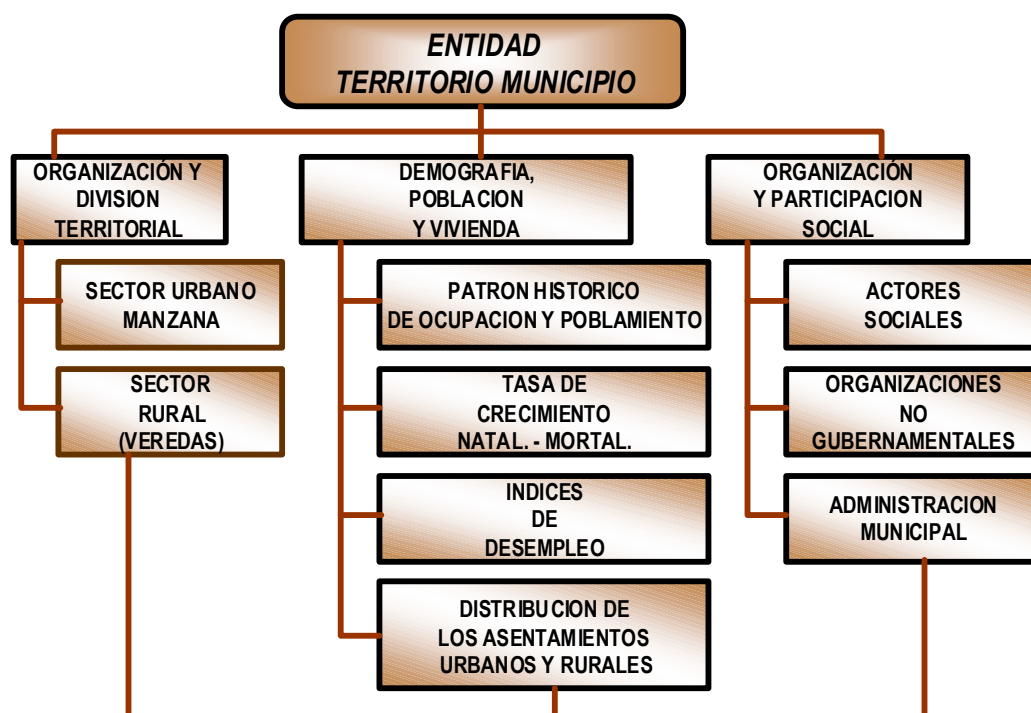 ENTIDAD
TERRITORIO MUNICIPIO
ORGANIZACIÓN Y
DIVISION
TERRITORIAL
SECTOR URBANO
MANZANA
SECTOR
RURAL
(VEREDAS)
DEMOGRAFIA,
POBLACION
Y VIVIENDA
PATRON HISTORICO
DE OCUPACION Y POBLAMIENTO
TASA DE
CRECIMIENTO
NATAL. - MORTAL.
INDICES
DE
DESEMPLEO
DISTRIBUCION DE
LOS ASENTAMIENTOS
URBANOS Y RURALES
ORGANIZACIÓN
Y PARTICIPACION
SOCIAL
ACTORES
SOCIALES
ORGANIZACIONES
NO
GUBERNAMENTALES
ADMINISTRACION
MUNICIPAL